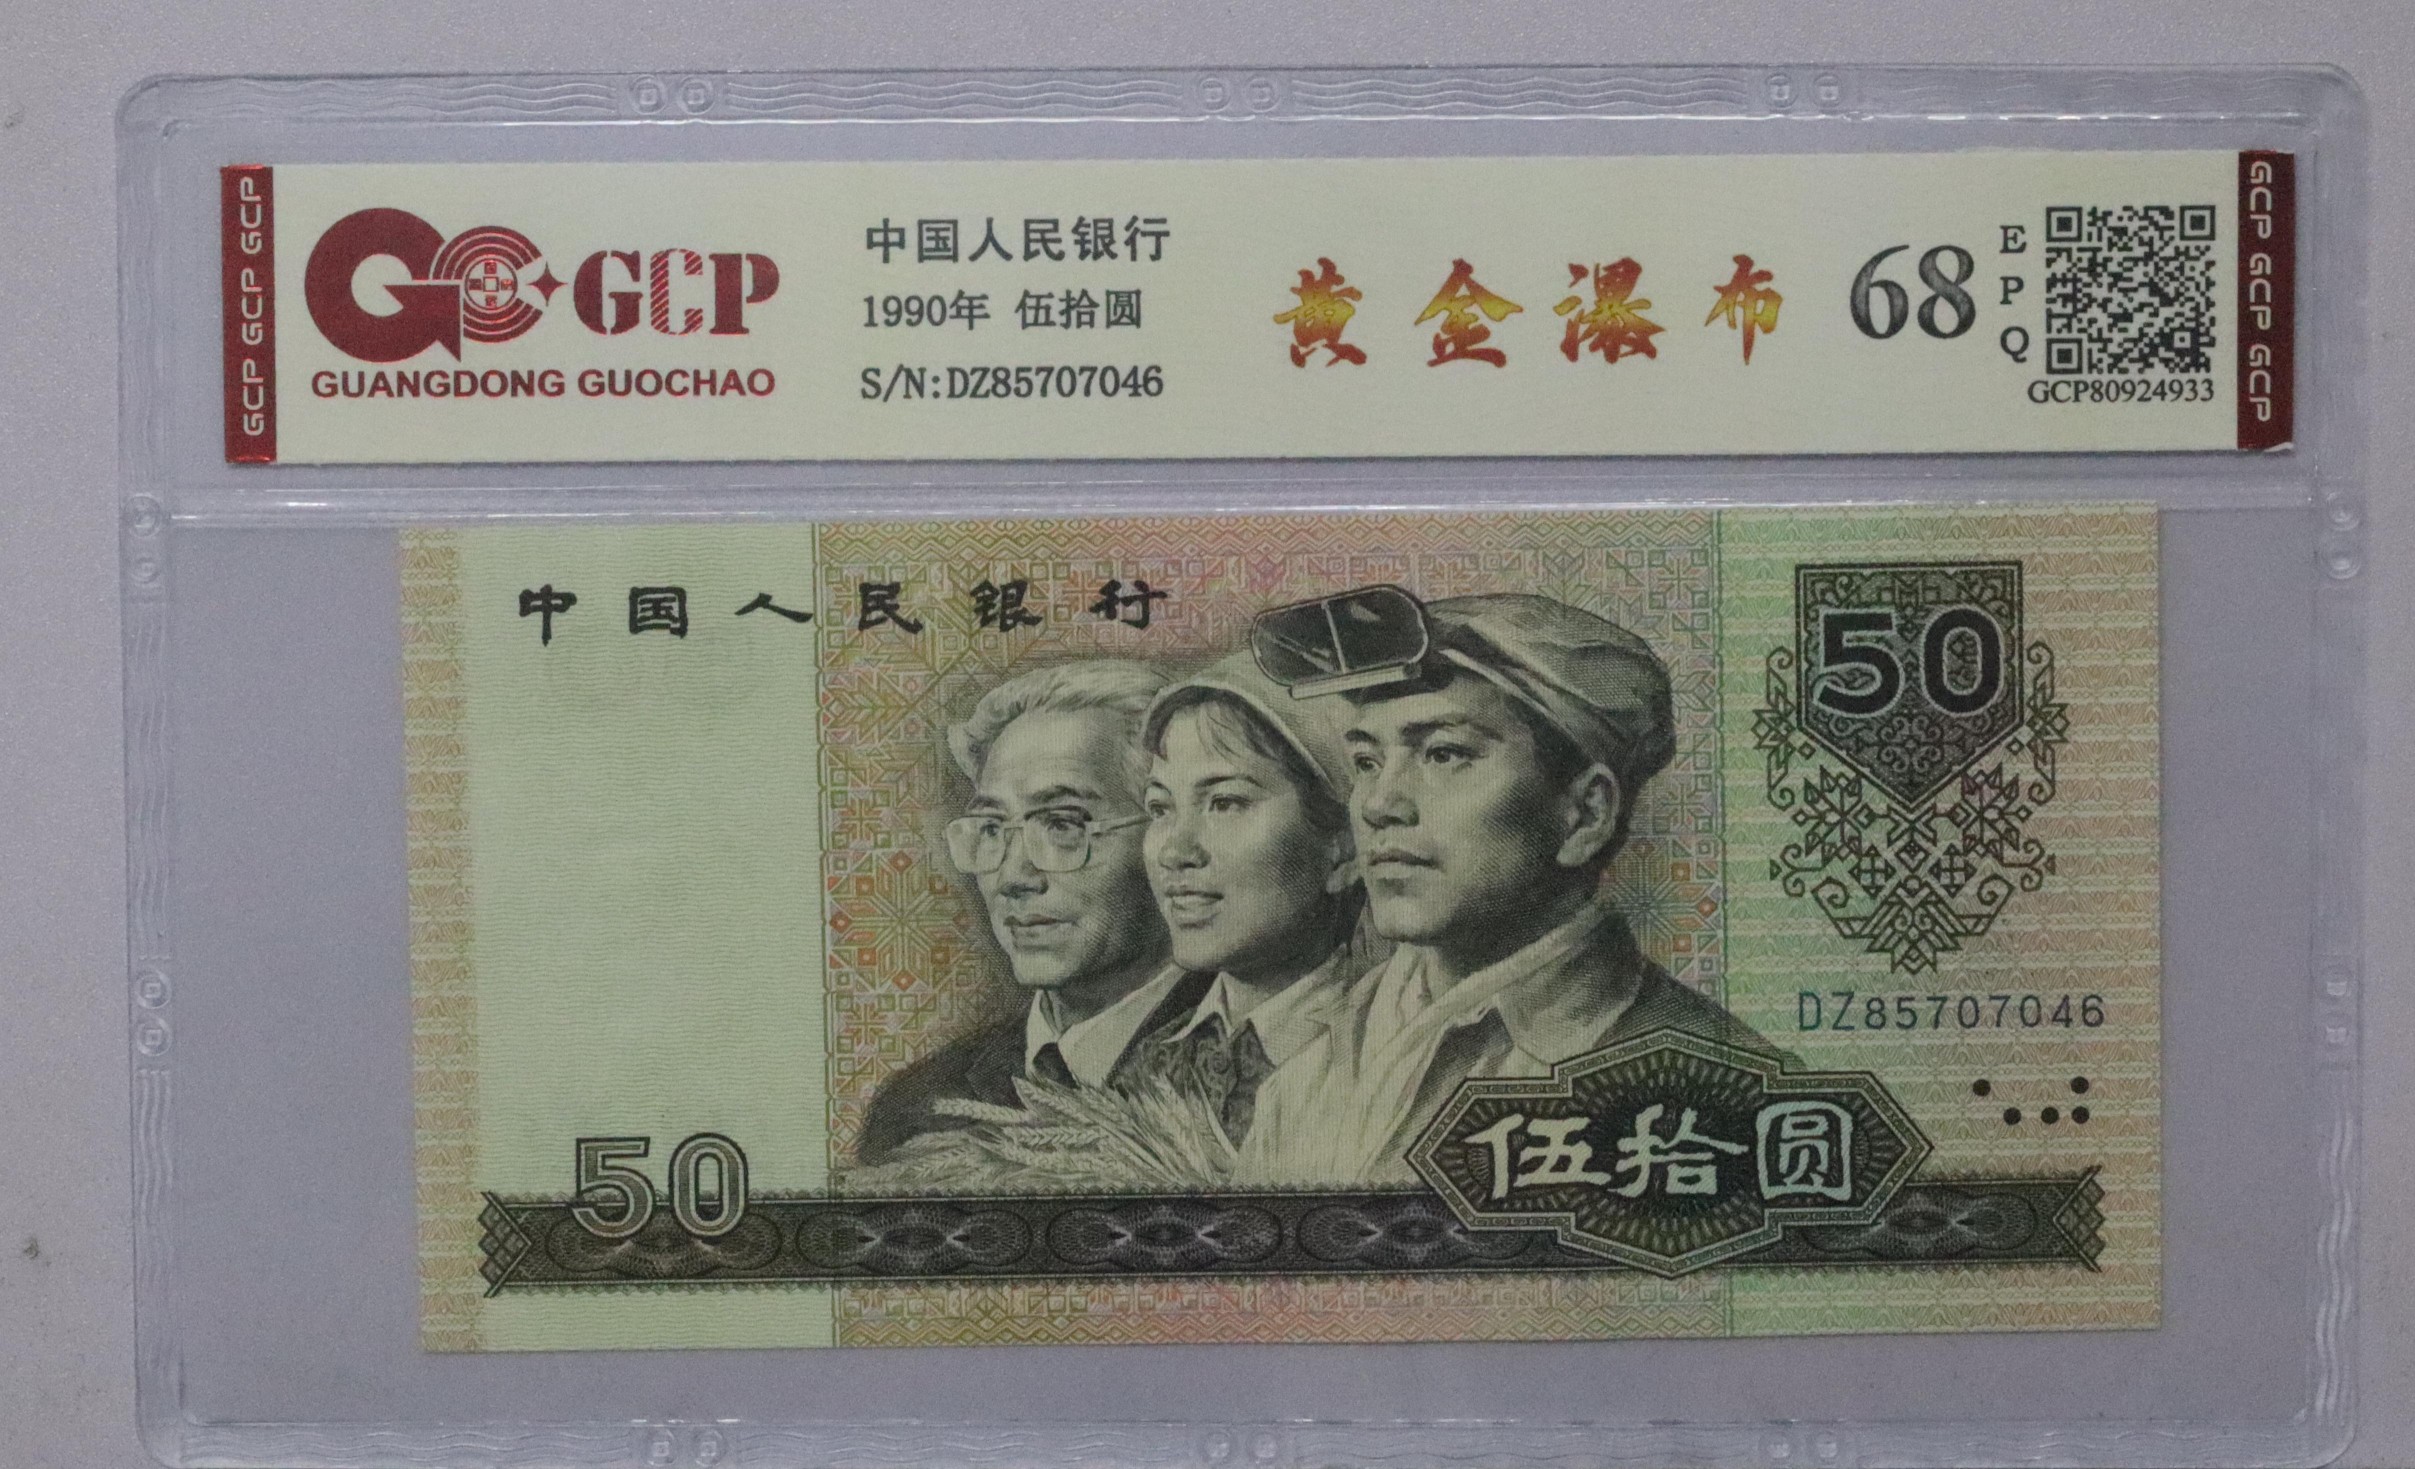 GCP GCP GCP
GCP
GUANGDONG GUOCHAO
中国人民银行
1990年 伍拾圆
S/N:DZ85707046
黄金瀑布
68
EPQ
GCP80924933
GCP GCP GCP
中国人民银行
50
DZ85707046
伍拾圆
50